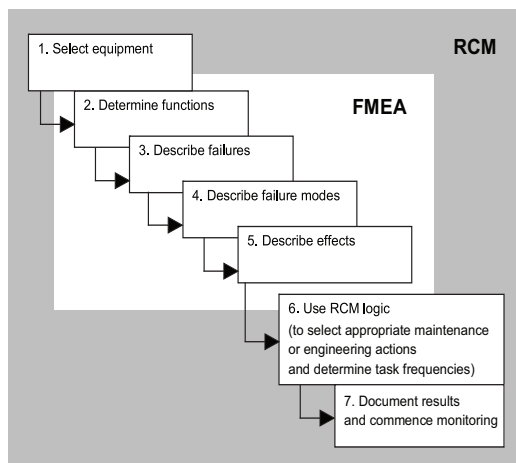 RCM
1. Select equipment
FMEA
2. Determine functions
3. Describe failures
4. Describe failure modes
5. Describe effects
6. Use RCM logic
(to select appropriate maintenance
or engineering actions
and determine task frequencies)
7. Document results
and commence monitoring